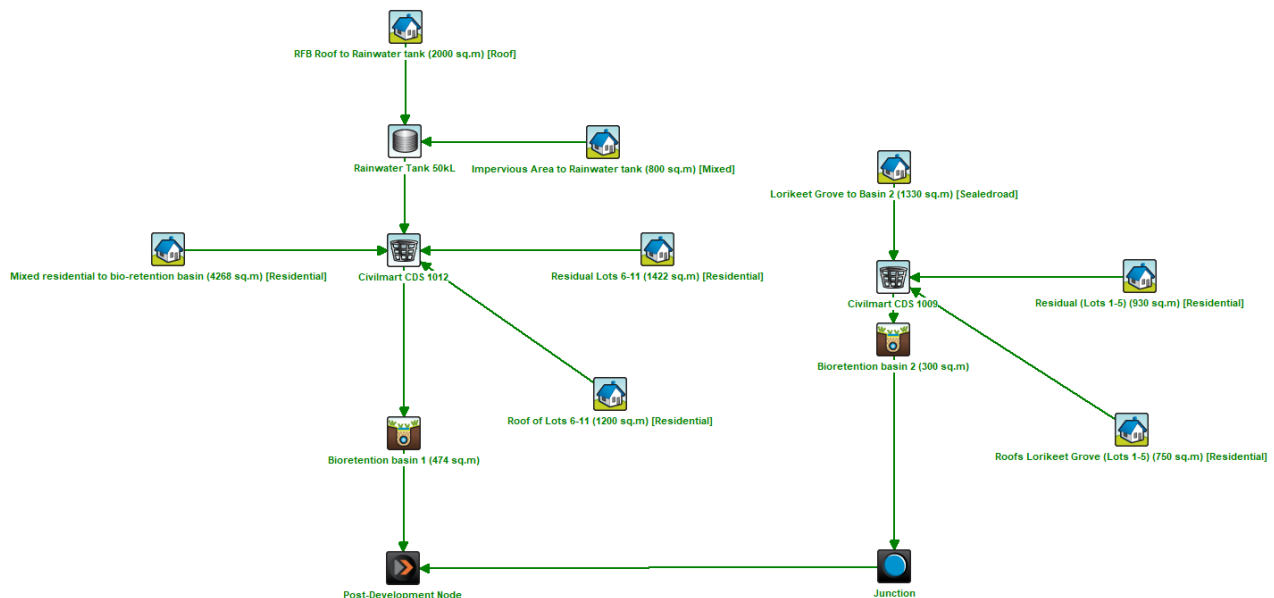 RFB Roof to Rainwater tank (2000 sq.m) [Roof]
Rainwater Tank 50kL
Impervious Area to Rainwater tank (800 sq.m) [Mixed]
Lorikeet Grove to Basin 2 (1330 sq.m) [Sealedroad]
Mixed residential to bio-retention basin (4268 sq.m) [Residential]
Civilmart CDS 1012
Residual Lots 6-11 (1422 sq.m) [Residential]
Civilmart CDS 1009
Residual (Lots 1-5) (930 sq.m) [Residential]
Bioretention basin 2 (300 sq.m)
Roof of Lots 6-11 (1200 sq.m) [Residential]
Bioretention basin 1 (474 sq.m)
Roofs Lorikeet Grove (Lots 1-5) (750 sq.m) [Residential]
Post-Development Node
Junction